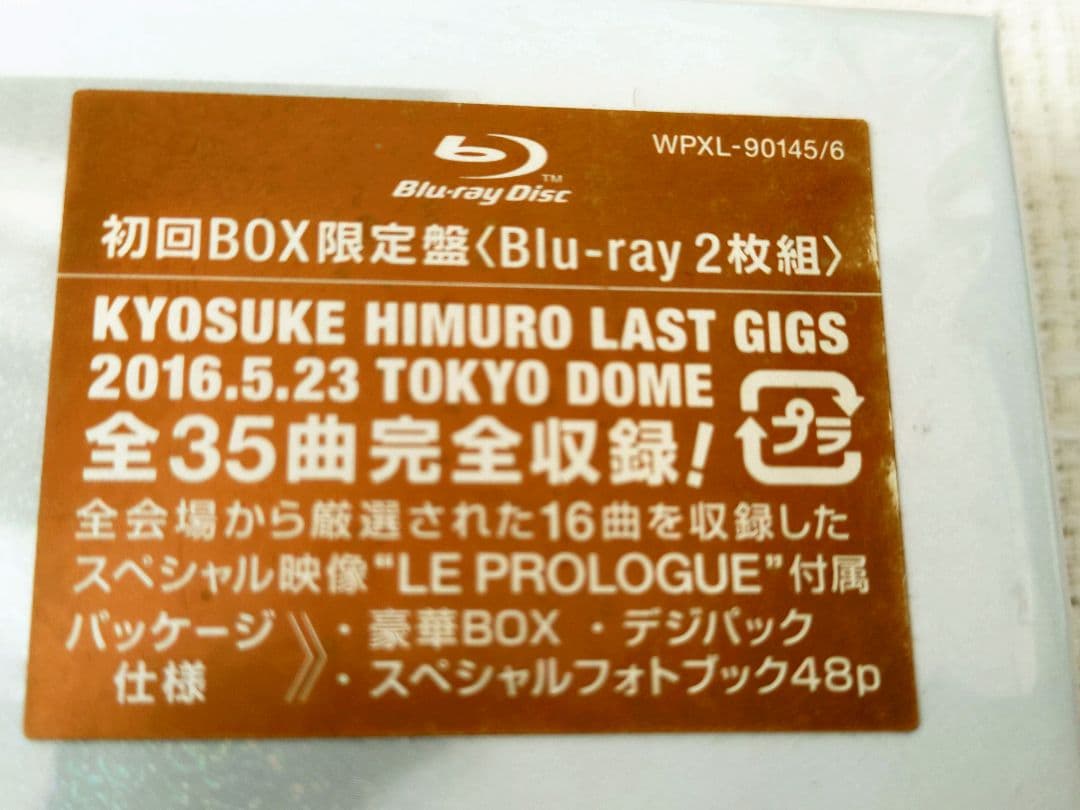 WPXL-90145/6
Blu-ray Disc™
初回BOX限定盤〈Blu-ray 2枚組〉
KYOSUKE HIMURO LAST GIGS
2016.5.23 TOKYO DOME
全35曲完全収録!
プラ
全会場から厳選された16曲を収録した
スペシャル映像“LE PROLOGUE”付属
パッケージ仕様 》 ・豪華BOX ・デジパック
・スペシャルフォトブック48p